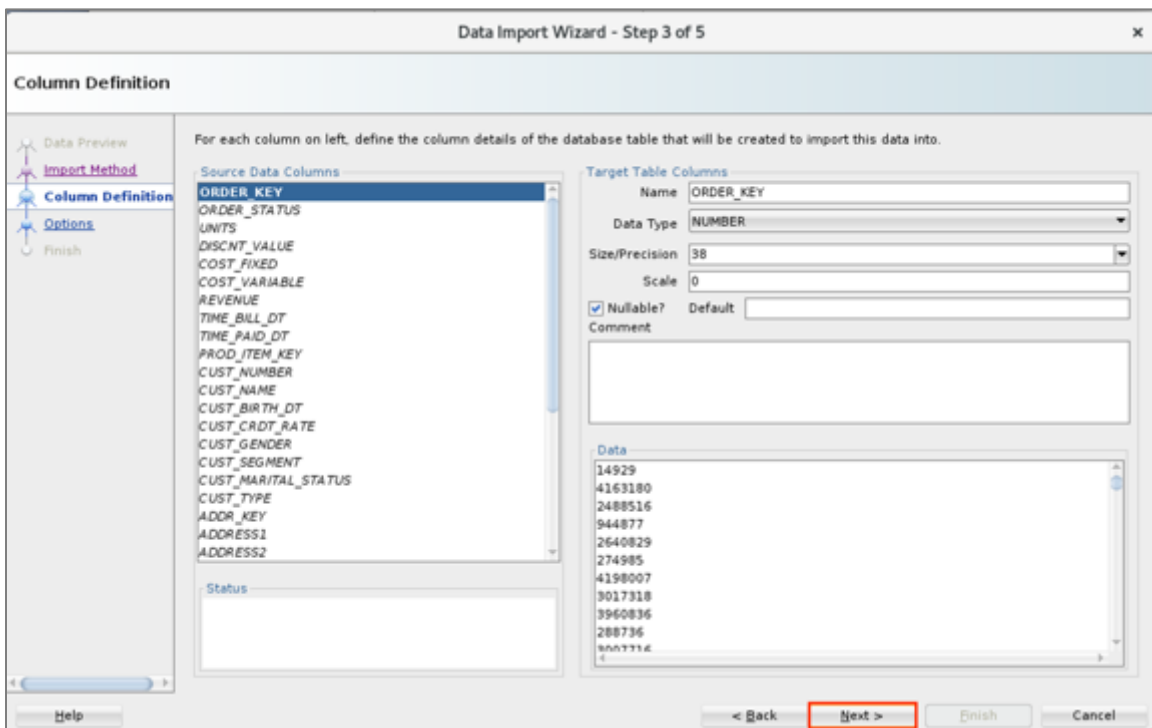 Data Import Wizard - Step 3 of 5
Column Definition
Data Preview
Import Method
Column Definition
Options
Finish
For each column on left, define the column details of the database table that will be created to import this data into.
Source Data Columns
ORDER_KEY
ORDER_STATUS
UNITS
DISCNT_VALUE
COST_FIXED
COST_VARIABLE
REVENUE
TIME_BILL_DT
TIME_PAID_DT
PROD_ITEM_KEY
CUST_NUMBER
CUST_NAME
CUST_BIRTH_DT
CUST_CRDT_RATE
CUST_GENDER
CUST_SEGMENT
CUST_MARITAL_STATUS
CUST_TYPE
ADDR_KEY
ADDRESS1
ADDRESS2
Status
Target Table Columns
Name ORDER_KEY
Data Type NUMBER
Size/Precision 38
Scale 0
Nullable? Default
Comment
Data
14929
4163180
2488516
944877
2640829
274985
4198007
3017318
3960836
288736
3007716
Help < Back Next > Finish Cancel